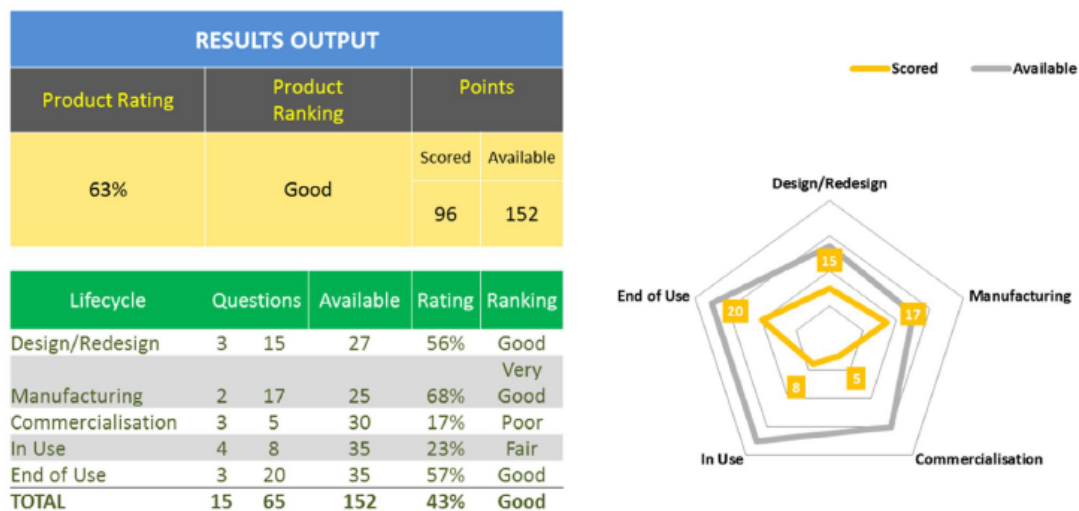 RESULTS OUTPUT
Product Rating Product Ranking Points
63% Good Scored Available
96 152
Lifecycle Questions Available Rating Ranking
Design/Redesign 3 15 27 56% Good
Manufacturing 2 17 25 68% Very Good
Commercialisation 3 5 30 17% Poor
In Use 4 8 35 23% Fair
End of Use 3 20 35 57% Good
TOTAL 15 65 152 43% Good
Scored Available
Design/Redesign
15
End of Use 20 17 Manufacturing
8 5
In Use Commercialisation